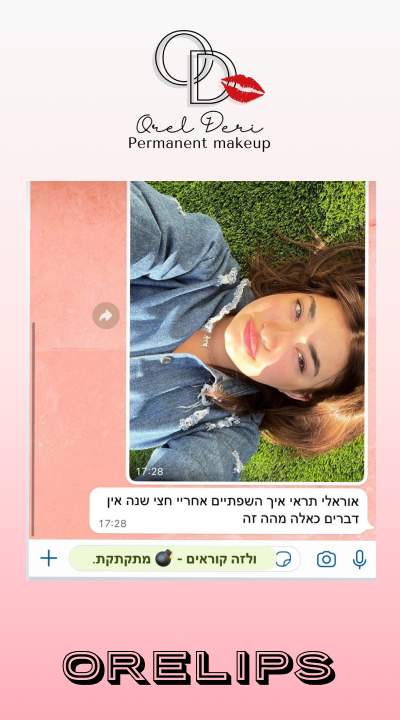 OD
Orel Deri
Permanent makeup
17:28
אוראלי תראי איך השפתיים אחריי חצי שנה אין
דברים כאלה מהה זה
17:28
ולזה קוראים - 💣 מתקתקת.
ORELIPS